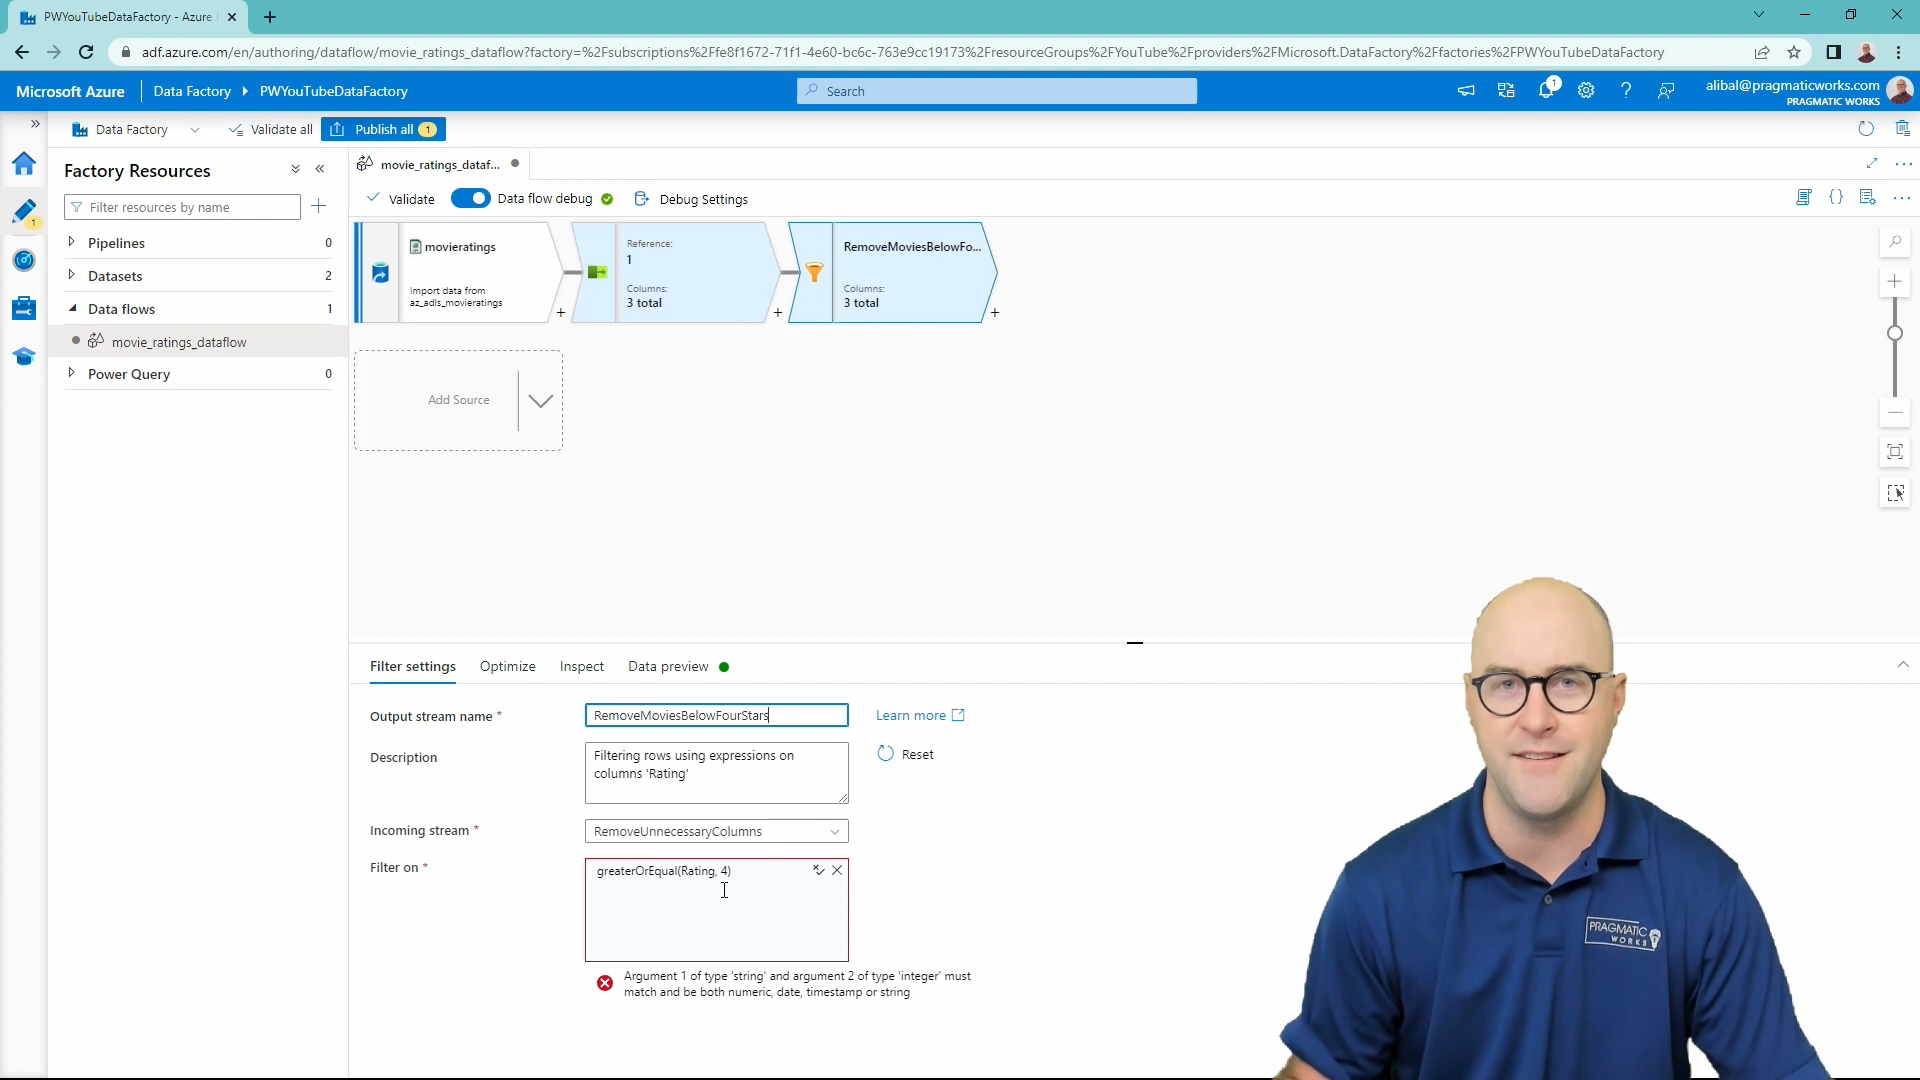 PWYouTubeDataFactory - Azure
adf.azure.com/en/authoring/dataflow/movie_ratings_dataflow?factory=%2Fsubscriptions%2Ffe8f1672-71f1-4e60-bc6c-763e9cc19173%2FresourceGroups%2FYouTube%2Fproviders%2FMicrosoft.DataFactory%2Ffactories%2FPWYouTubeDataFactory
Microsoft Azure
Data Factory
PWYouTubeDataFactory
Search
1
alibal@pragmaticworks.com
PRAGMATIC WORKS
Data Factory
Validate all
Publish all 1
Factory Resources
Filter resources by name
1
Pipelines 0
Datasets 2
Data flows 1
movie_ratings_dataflow
Power Query 0
movie_ratings_dataf...
Validate
Data flow debug
Debug Settings
movieratings
Import data from
az_adls_movieratings
Reference:
1
Columns:
3 total
RemoveMoviesBelowFo...
Columns:
3 total
Add Source
Filter settings
Optimize
Inspect
Data preview
Output stream name *
RemoveMoviesBelowFourStars
Learn more
Description
Filtering rows using expressions on
columns 'Rating'
Reset
Incoming stream *
RemoveUnnecessaryColumns
Filter on *
greaterOrEqual(Rating, 4)
Argument 1 of type 'string' and argument 2 of type 'integer' must
match and be both numeric, date, timestamp or string
PRAGMATIC
WORKS